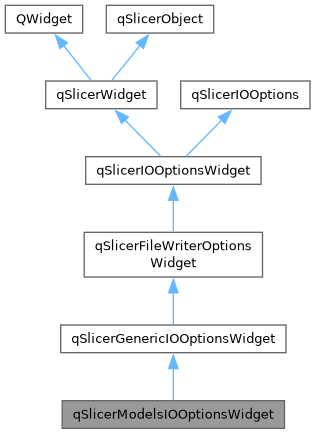 QWidget
qSlicerObject
qSlicerWidget
qSlicerIOOptions
qSlicerIOOptionsWidget
qSlicerFileWriterOptions
Widget
qSlicerGenericIOOptionsWidget
qSlicerModelsIOOptionsWidget